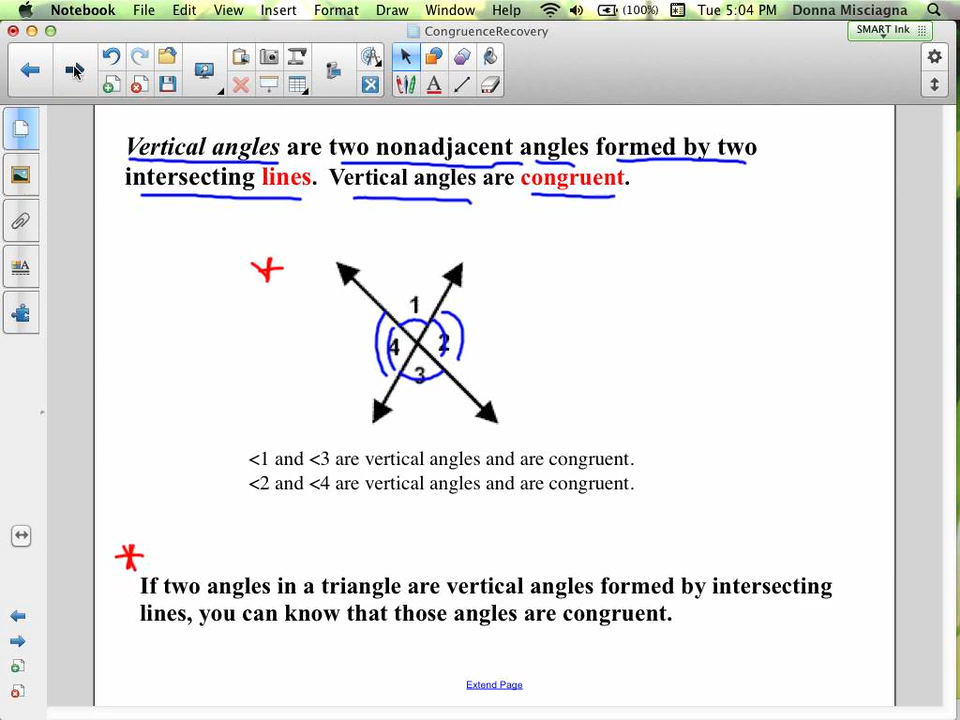 Notebook File Edit View Insert Format Draw Window Help (100%) Tue 5:04 PM Donna Misciagna
CongruenceRecovery
SMART Ink
Vertical angles are two nonadjacent angles formed by two
intersecting lines. Vertical angles are congruent.
1
4 2
3
<1 and <3 are vertical angles and are congruent.
<2 and <4 are vertical angles and are congruent.
If two angles in a triangle are vertical angles formed by intersecting
lines, you can know that those angles are congruent.
Extend Page